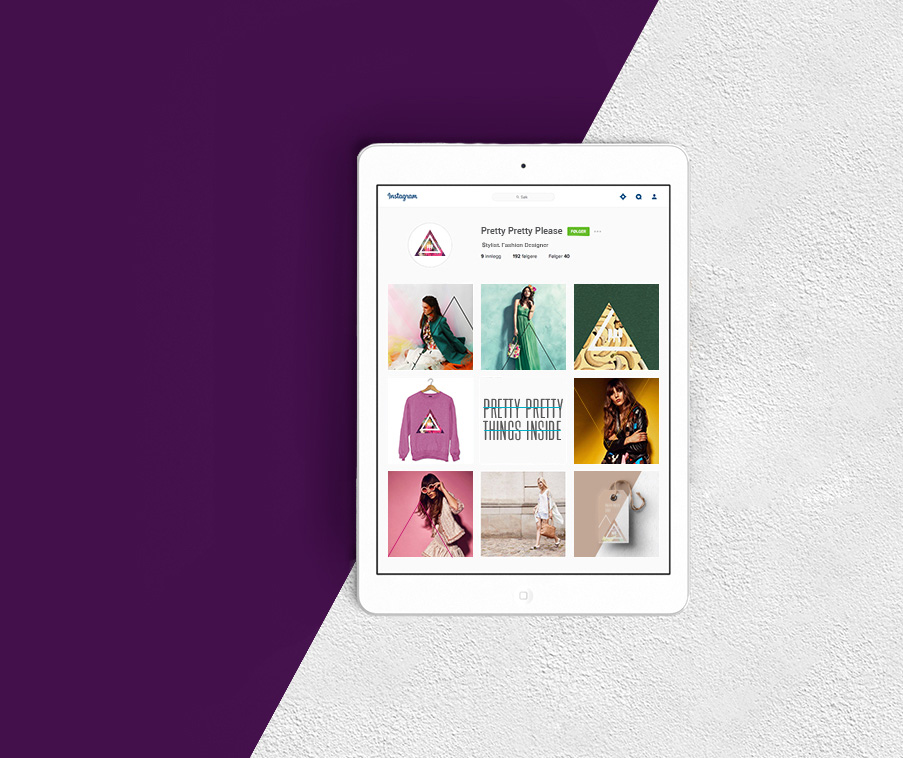 Instagram
Søk
Pretty Pretty Please FØLGER
Stylist, Fashion Designer
9 innlegg 192 følgere Følger 40
PRETTY PRETTY
THINGS INSIDE